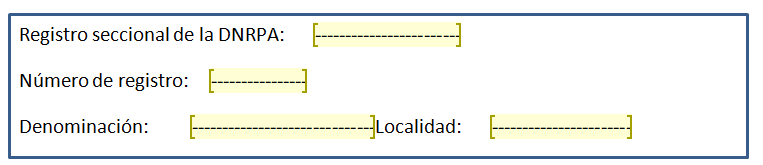 Registro seccional de la DNRPA: [------------------------]
Número de registro: [----------------]
Denominación: [------------------------------]Localidad: [-----------------------]